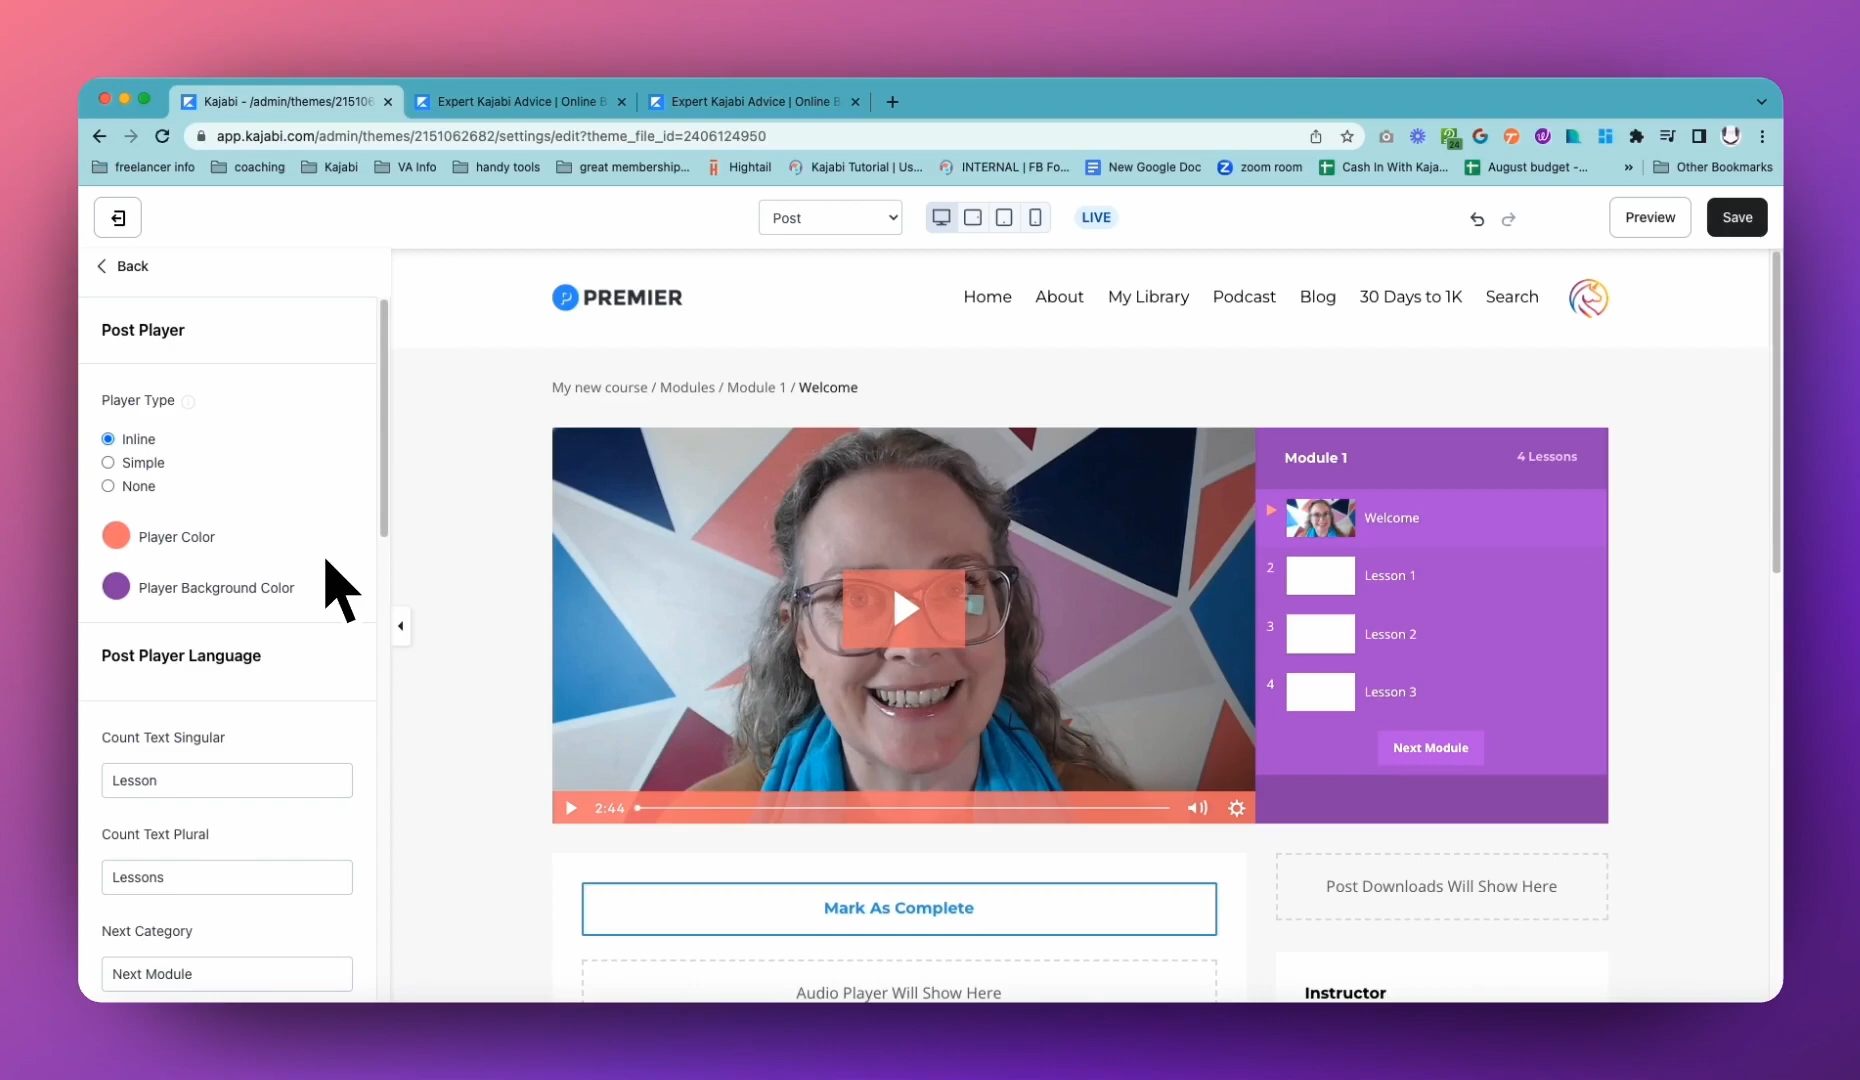 Kajabi - /admin/themes/215106
Expert Kajabi Advice | Online B
Expert Kajabi Advice | Online B
app.kajabi.com/admin/themes/2151062682/settings/edit?theme_file_id=2406124950
24
freelancer info
coaching
Kajabi
VA Info
handy tools
great membership...
Hightail
Kajabi Tutorial | Us...
INTERNAL | FB Fo...
New Google Doc
zoom room
Cash In With Kaja...
August budget -...
»
Other Bookmarks
Post
LIVE
Preview
Save
Back
Post Player
Player Type
Inline
Simple
None
Player Color
Player Background Color
Post Player Language
Count Text Singular
Lesson
Count Text Plural
Lessons
Next Category
Next Module
PREMIER
Home
About
My Library
Podcast
Blog
30 Days to 1K
Search
My new course / Modules / Module 1 / Welcome
2:44
Module 1
4 Lessons
Welcome
2
Lesson 1
3
Lesson 2
4
Lesson 3
Next Module
Mark As Complete
Audio Player Will Show Here
Post Downloads Will Show Here
Instructor